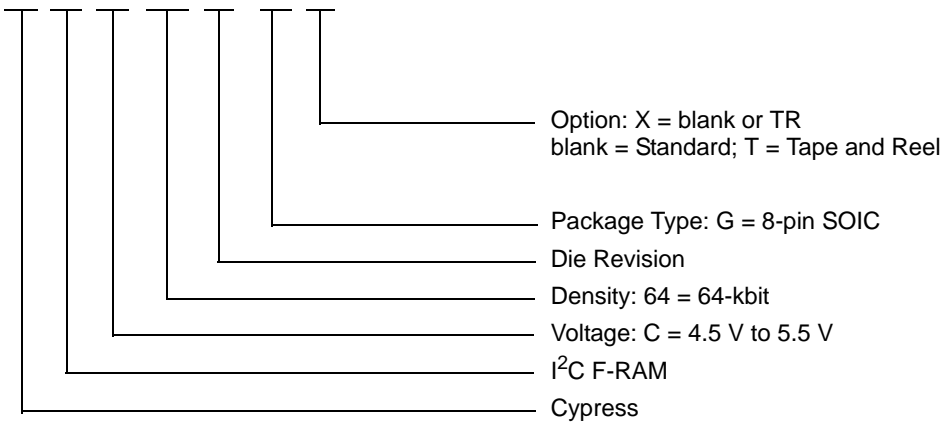 Option: X = blank or TR
blank = Standard; T = Tape and Reel
Package Type: G = 8-pin SOIC
Die Revision
Density: 64 = 64-kbit
Voltage: C = 4.5 V to 5.5 V
I²C F-RAM
Cypress